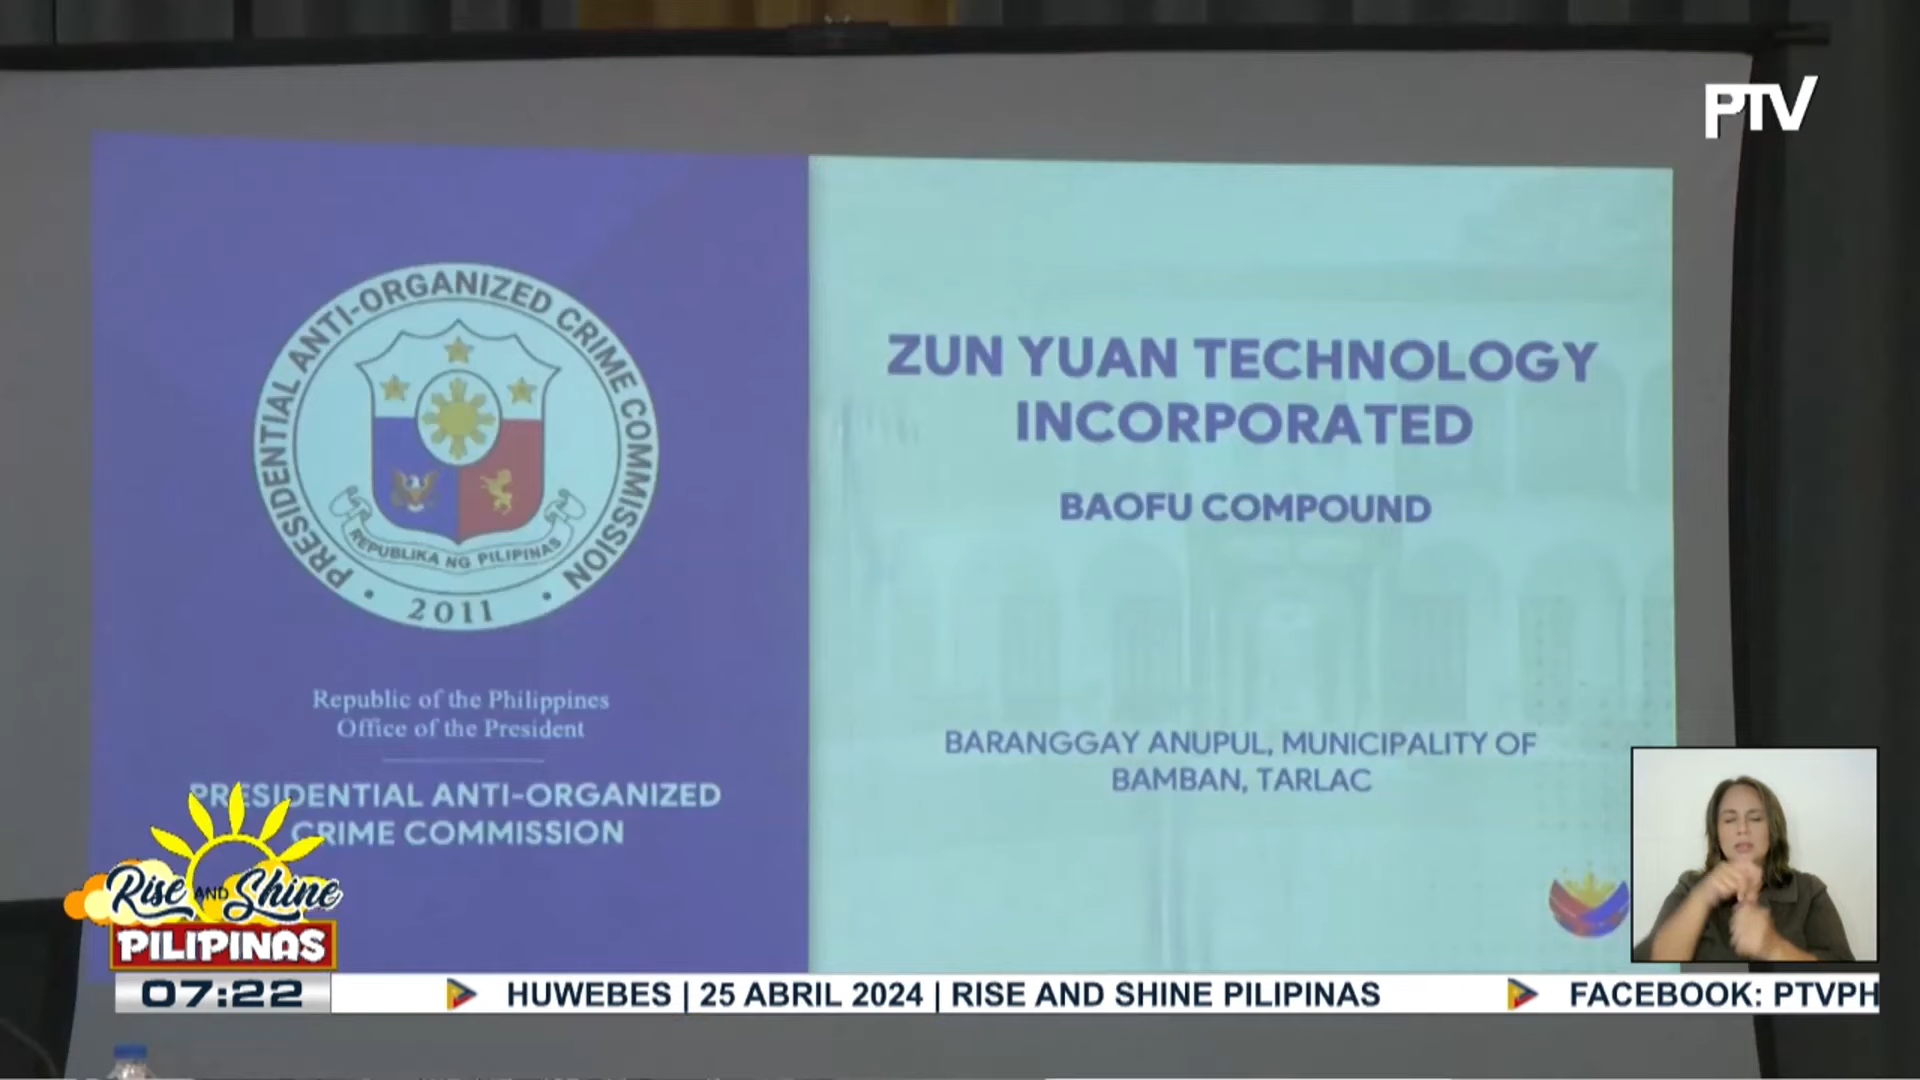 PTV
PRESIDENTIAL ANTI-ORGANIZED CRIME COMMISSION
REPUBLIKA NG PILIPINAS
2011
Republic of the Philippines
Office of the President
PRESIDENTIAL ANTI-ORGANIZED
CRIME COMMISSION
ZUN YUAN TECHNOLOGY
INCORPORATED
BAOFU COMPOUND
BARANGGAY ANUPUL, MUNICIPALITY OF
BAMBAN, TARLAC
Rise AND Shine
PILIPINAS
07:22
HUWEBES | 25 ABRIL 2024 | RISE AND SHINE PILIPINAS
FACEBOOK: PTVPH